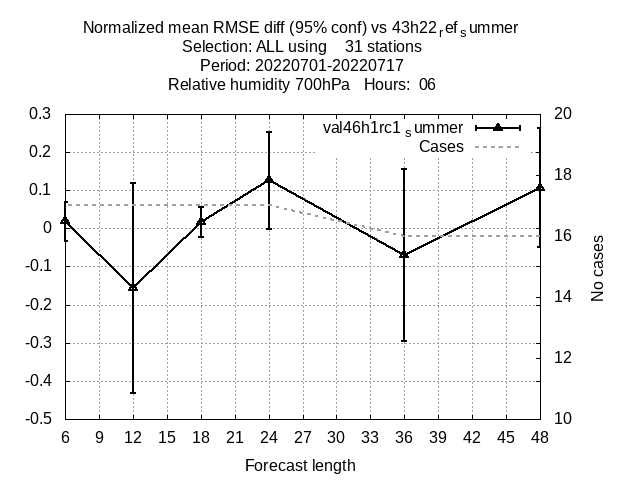 Normalized mean RMSE diff (95% conf) vs 43h22refsummer
Selection: ALL using 31 stations
Period: 20220701-20220717
Relative humidity 700hPa Hours: 06
val46h1rc1summer
Cases
0.3
0.2
0.1
0
-0.1
-0.2
-0.3
-0.4
-0.5
20
18
16
14
12
10
No cases
6 9 12 15 18 21 24 27 30 33 36 39 42 45 48
Forecast length